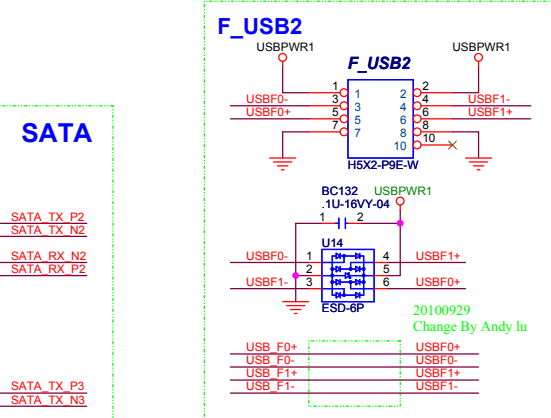 F_USB2
USBPWR1 USBPWR1
F_USB2
1 1 2 2
USBF0- 3 3 4 4 USBF1-
USBF0+ 5 5 6 6 USBF1+
7 7 8 8
10 10
H5X2-P9E-W
SATA
BC132 USBPWR1
.1U-16VY-04
1 2
SATA_TX_P2
SATA_TX_N2
U14
SATA_RX_N2 USBF0- 1 4 USBF1+
SATA_RX_P2 2 5
USBF1- 3 6 USBF0+
ESD-6P
20100929
Change By Andy lu
USB_F0+ USBF0+
USB_F0- USBF0-
USB_F1+ USBF1+
SATA_TX_P3 USB_F1- USBF1-
SATA_TX_N3